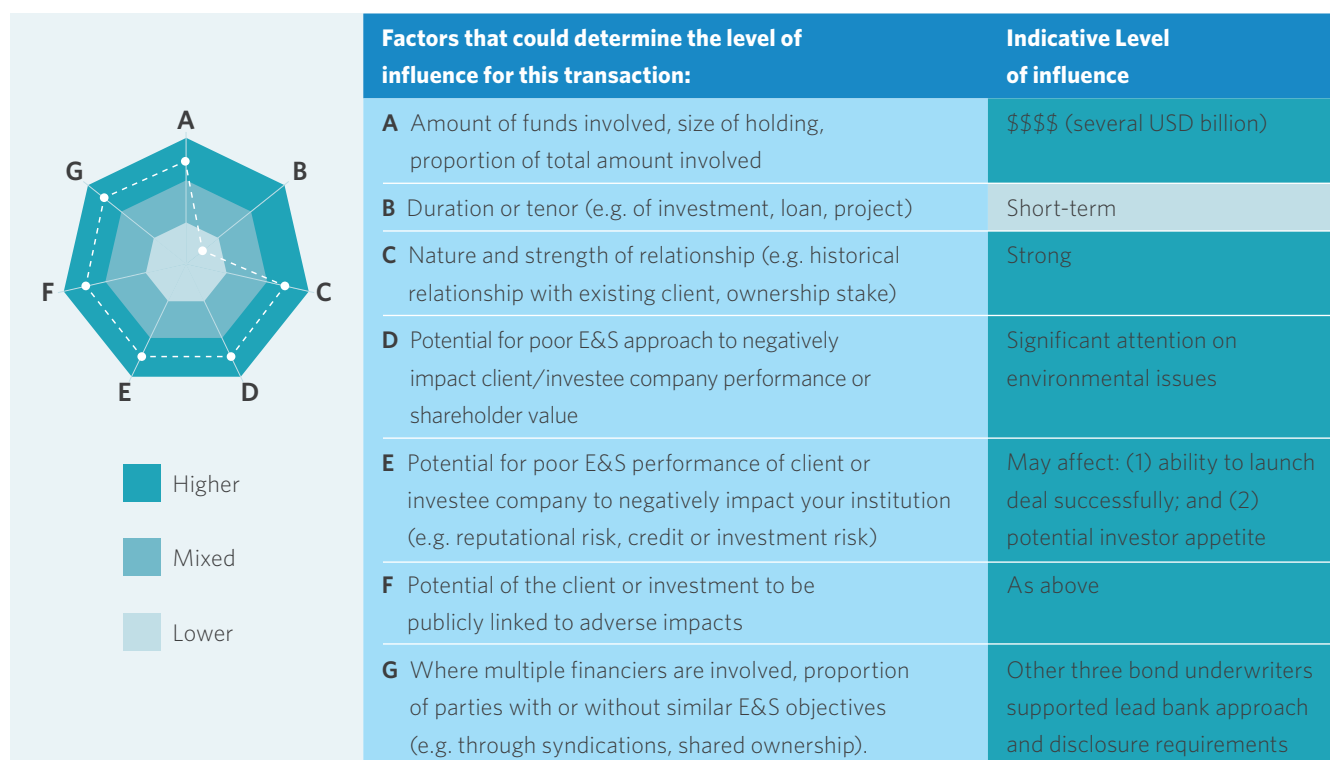 A
B
C
D
E
F
G
Higher
Mixed
Lower
Factors that could determine the level of
influence for this transaction:
Indicative Level
of influence
A Amount of funds involved, size of holding,
proportion of total amount involved
$$$$ (several USD billion)
B Duration or tenor (e.g. of investment, loan, project)
Short-term
C Nature and strength of relationship (e.g. historical
relationship with existing client, ownership stake)
Strong
D Potential for poor E&S approach to negatively
impact client/investee company performance or
shareholder value
Significant attention on
environmental issues
E Potential for poor E&S performance of client or
investee company to negatively impact your institution
(e.g. reputational risk, credit or investment risk)
May affect: (1) ability to launch
deal successfully; and (2)
potential investor appetite
F Potential of the client or investment to be
publicly linked to adverse impacts
As above
G Where multiple financiers are involved, proportion
of parties with or without similar E&S objectives
(e.g. through syndications, shared ownership).
Other three bond underwriters
supported lead bank approach
and disclosure requirements